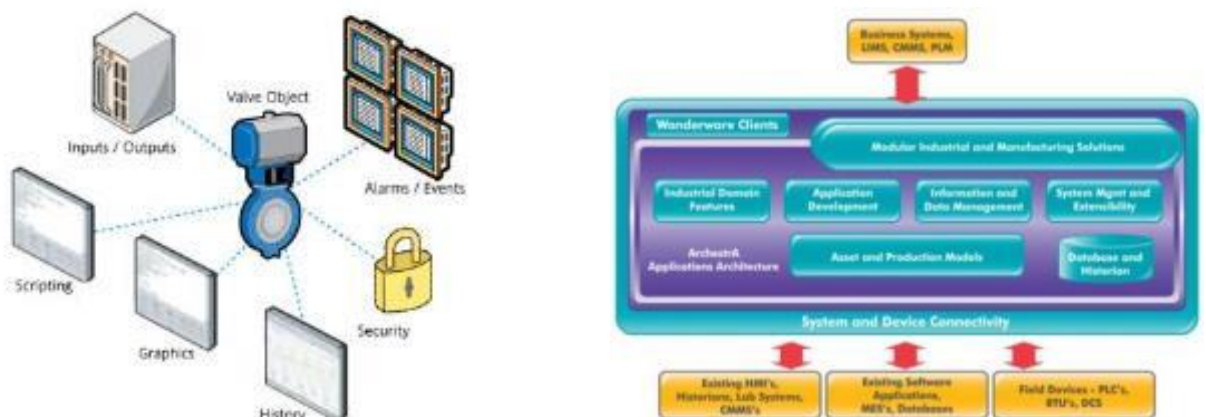 Valve Object
Inputs / Outputs
Alarms / Events
Scripting
Graphics
Security
History
Business Systems,
LIMS, CMMS, PLM
Wonderware Clients
Modular Industrial and Manufacturing Solutions
Industrial Domain
Features
Application
Development
Information and
Data Management
System Mgmt and
Extensibility
ArchestrA
Applications Architecture
Asset and Production Models
Database and
Historian
System and Device Connectivity
Existing HMI's,
Historians, Lab Systems,
CMMS's
Existing Software
Applications,
MES's, Databases
Field Devices - PLC's,
RTU's, DCS